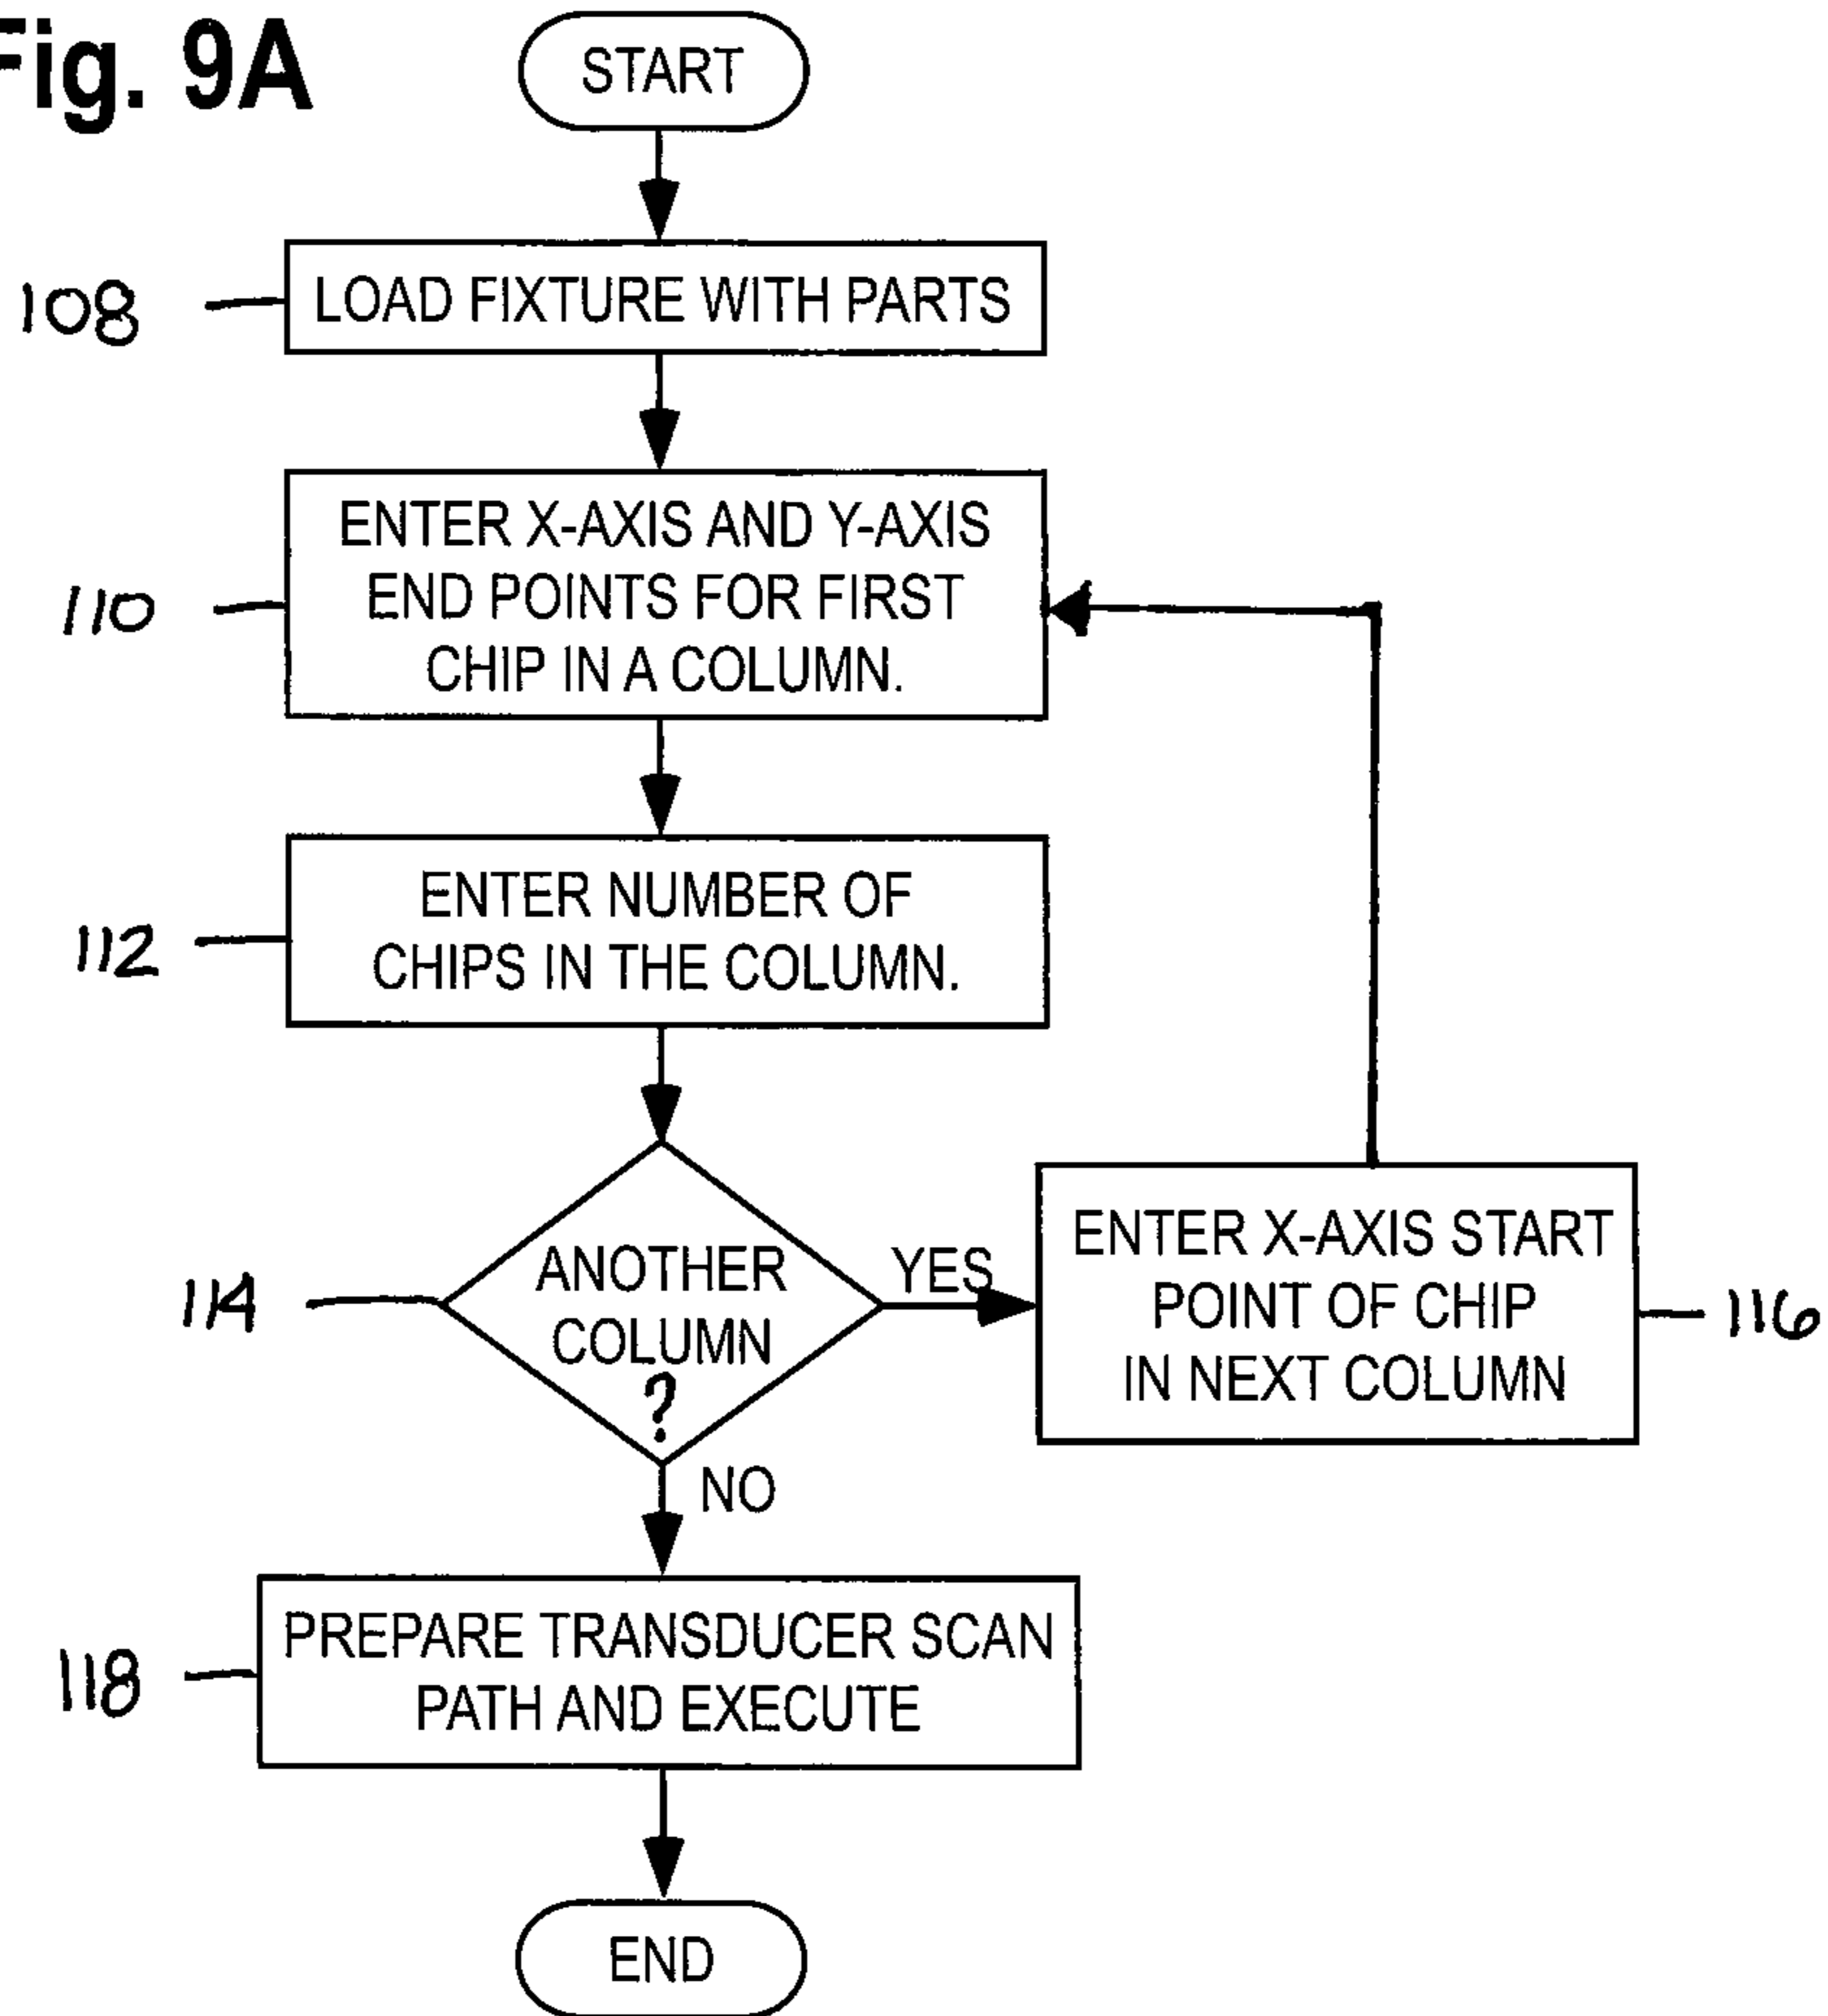 Fig. 9A
START
108
LOAD FIXTURE WITH PARTS
110
ENTER X-AXIS AND Y-AXIS
END POINTS FOR FIRST
CHIP IN A COLUMN.
112
ENTER NUMBER OF
CHIPS IN THE COLUMN.
114
ANOTHER
COLUMN
?
YES
ENTER X-AXIS START
POINT OF CHIP
IN NEXT COLUMN
116
NO
118
PREPARE TRANSDUCER SCAN
PATH AND EXECUTE
END